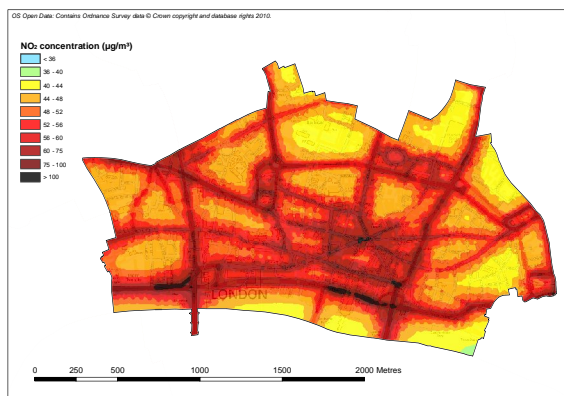 OS Open Data: Contains Ordnance Survey data © Crown copyright and database rights 2010.
NO₂ concentration (µg/m³)
< 36
36 - 40
40 - 44
44 - 48
48 - 52
52 - 56
56 - 60
60 - 75
75 - 100
> 100
LONDON
0 250 500 1000 1500 2000 Metres